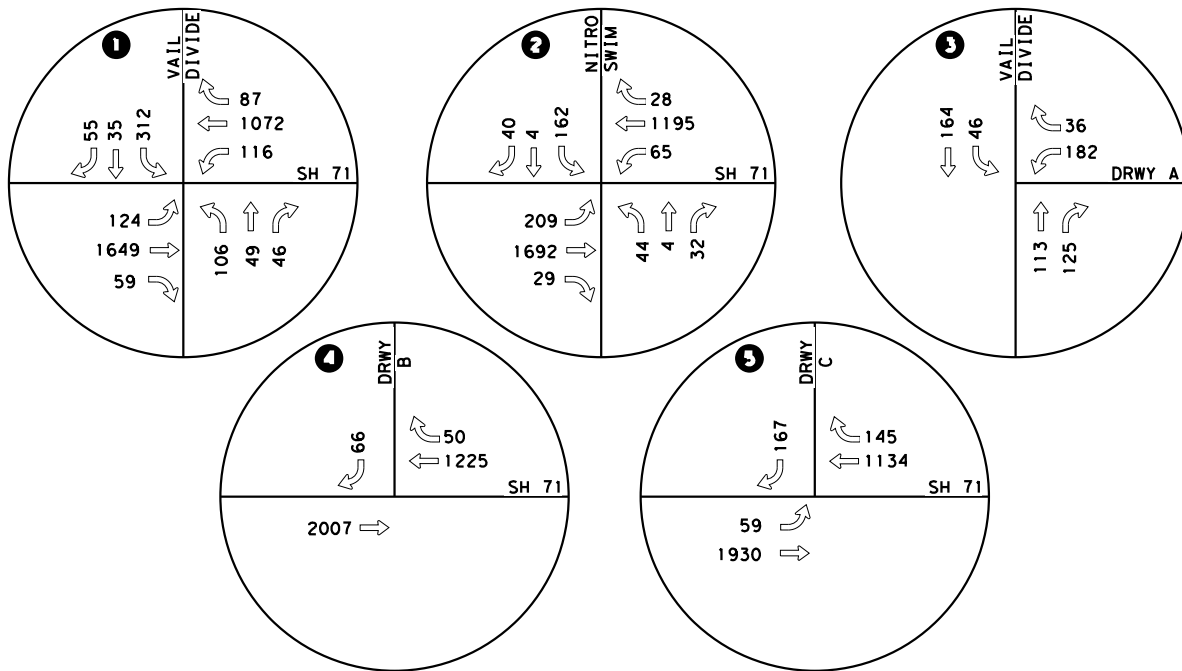 1
VAIL
DIVIDE
55
35
312
87
1072
116
SH 71
124
1649
59
106
49
46
2
NITRO
SWIM
40
4
162
28
1195
65
SH 71
209
1692
29
44
4
32
3
VAIL
DIVIDE
164
46
36
182
DRWY A
113
125
4
DRWY
B
66
50
1225
SH 71
2007
5
DRWY
C
167
145
1134
SH 71
59
1930